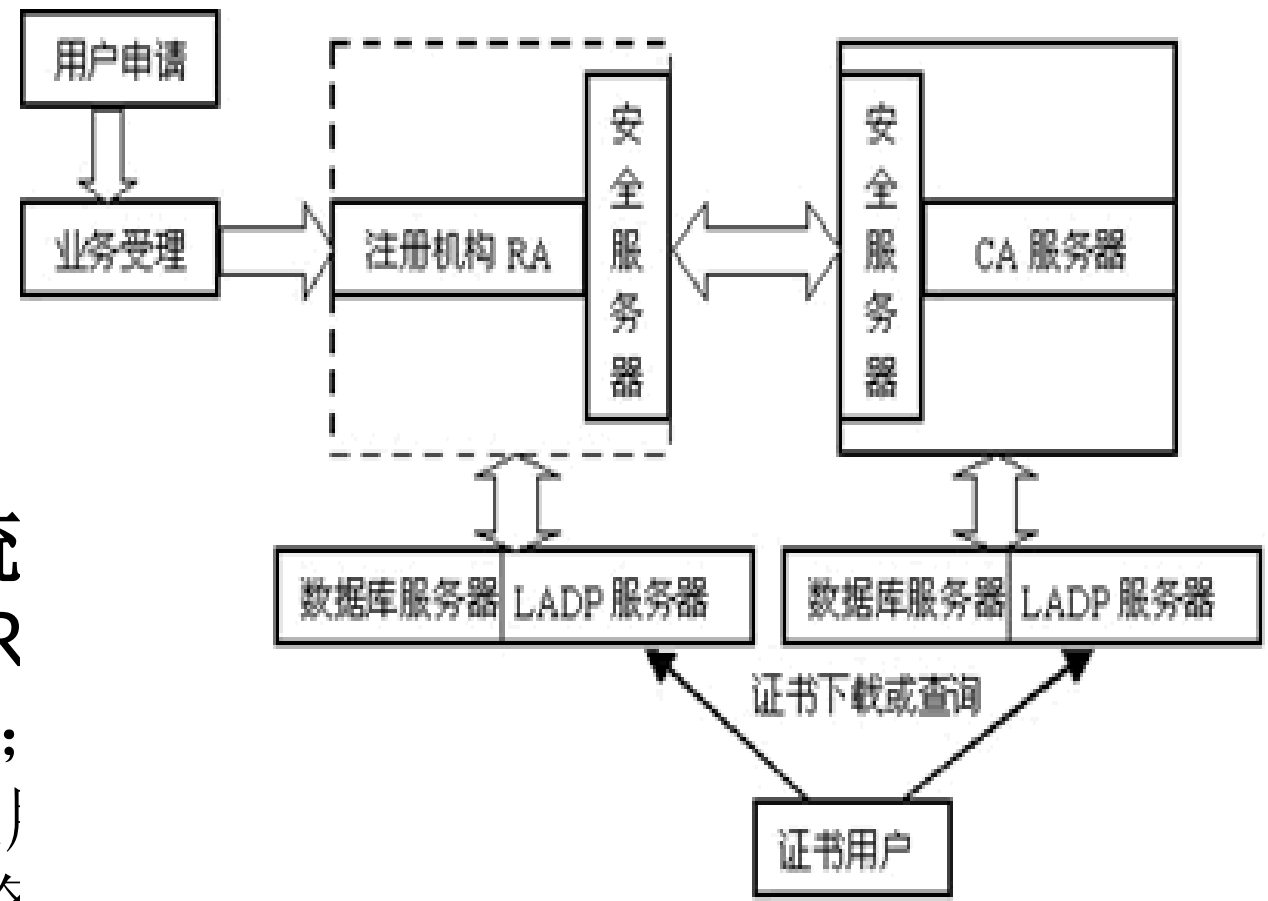 用户申请
业务受理
注册机构 RA
安全服务器
安全服务器
CA 服务器
数据库服务器 LADP 服务器
数据库服务器 LADP 服务器
证书下载或查询
证书用户
R
；